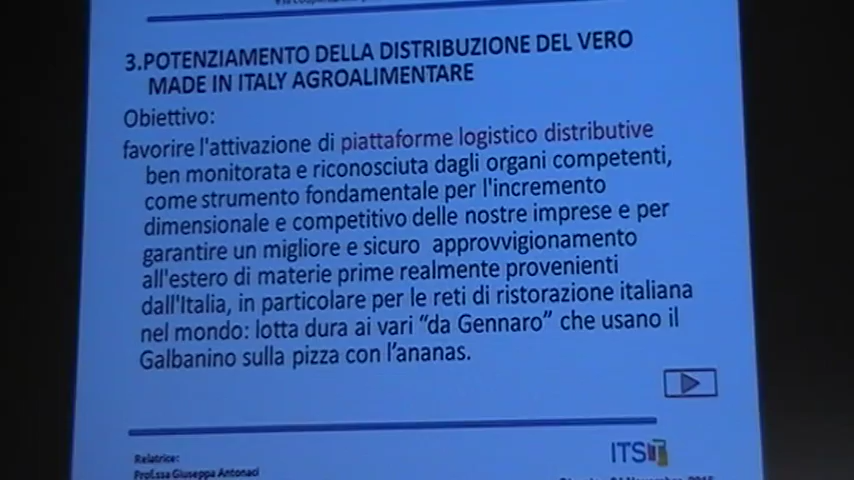 3.POTENZIAMENTO DELLA DISTRIBUZIONE DEL VERO
MADE IN ITALY AGROALIMENTARE
Obiettivo:
favorire l'attivazione di piattaforme logistico distributive
ben monitorata e riconosciuta dagli organi competenti,
come strumento fondamentale per l'incremento
dimensionale e competitivo delle nostre imprese e per
garantire un migliore e sicuro approvvigionamento
all'estero di materie prime realmente provenienti
dall'Italia, in particolare per le reti di ristorazione italiana
nel mondo: lotta dura ai vari “da Gennaro” che usano il
Galbanino sulla pizza con l’ananas.
Relatrice:
Prof.ssa Giuseppa Antonaci
ITS